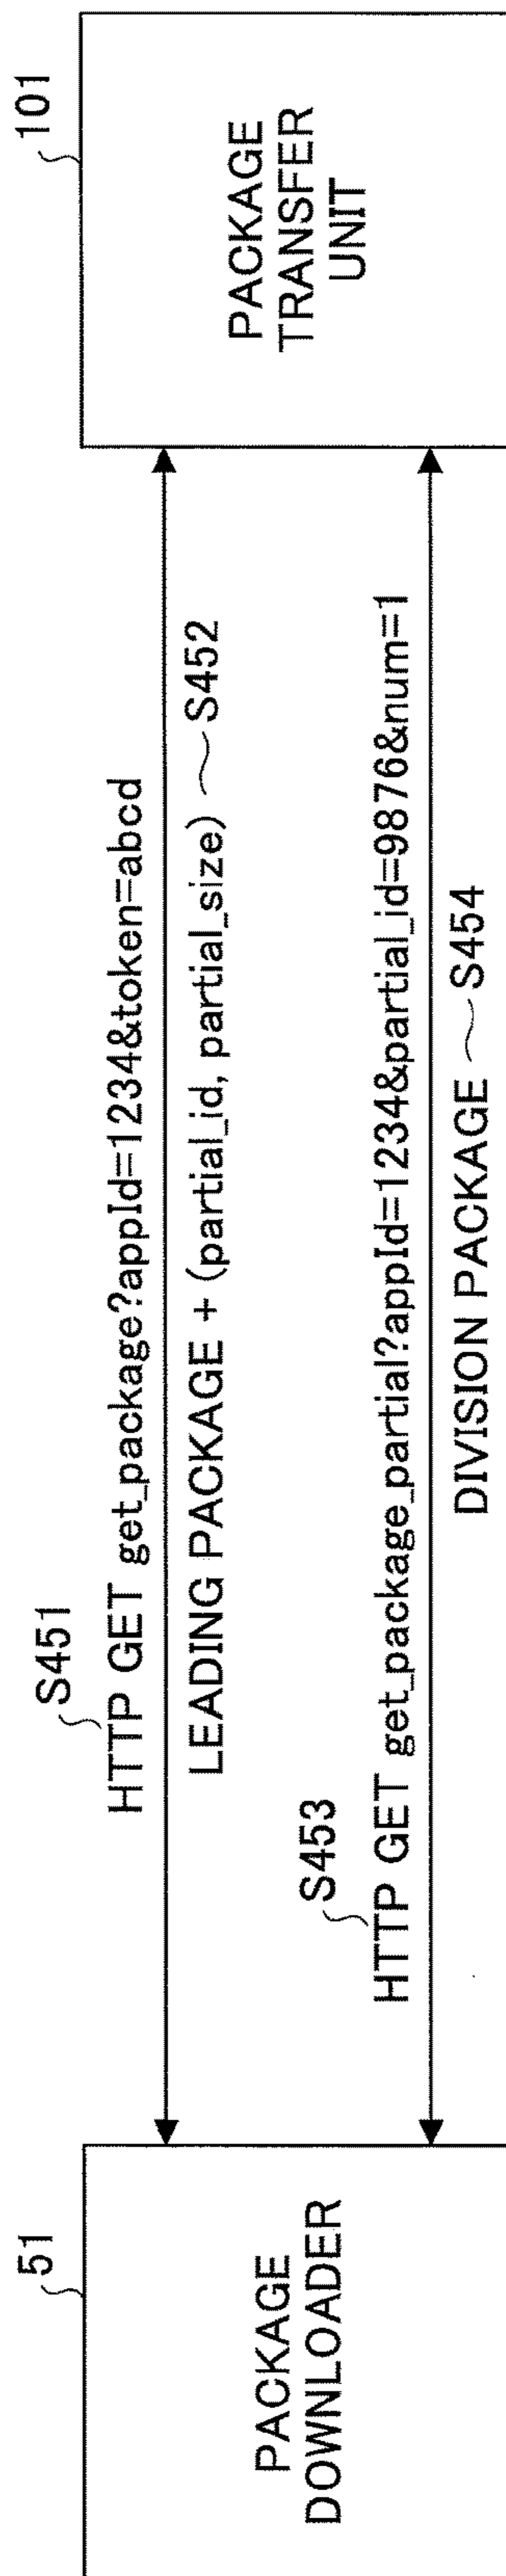 51
PACKAGE
DOWNLOADER
S451
HTTP GET get_package?appId=1234&token=abcd
LEADING PACKAGE + (partial_id, partial_size) S452
S453
HTTP GET get_package_partial?appId=1234&partial_id=9876&num=1
DIVISION PACKAGE S454
101
PACKAGE
TRANSFER
UNIT